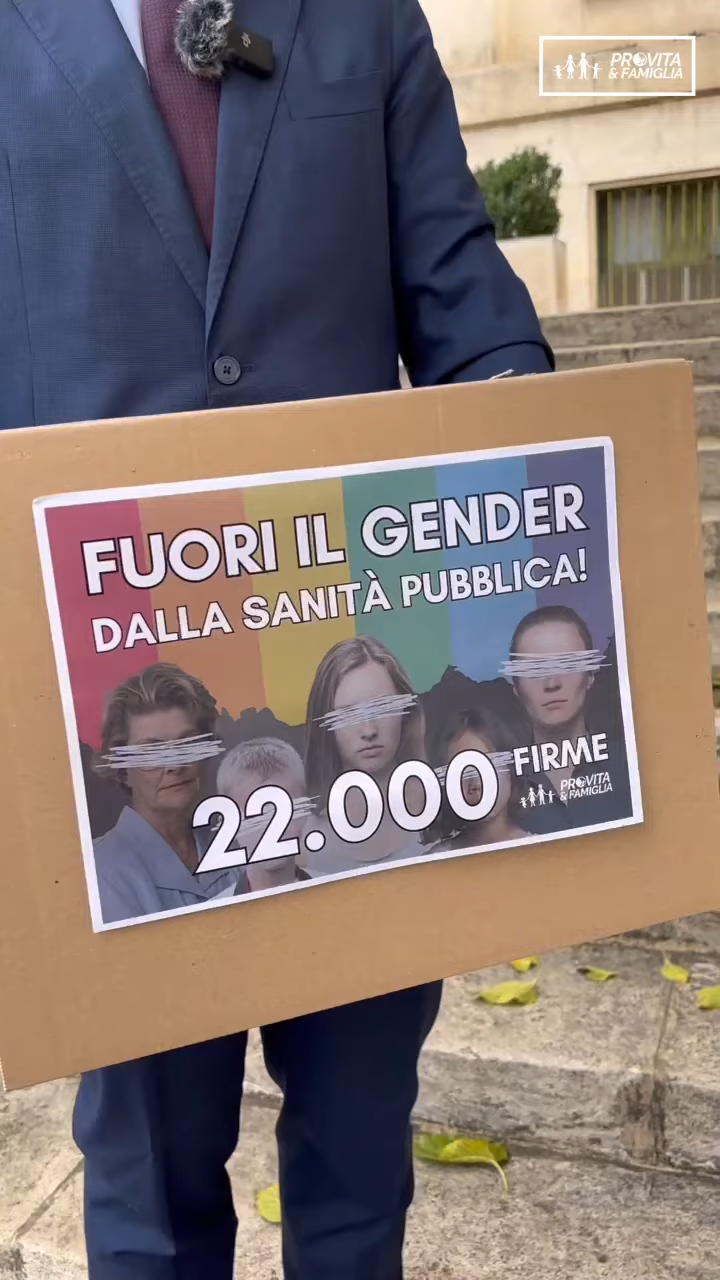 PROVITA
& FAMIGLIA
FUORI IL GENDER
DALLA SANITÀ PUBBLICA!
22.000 FIRME
PROVITA
& FAMIGLIA